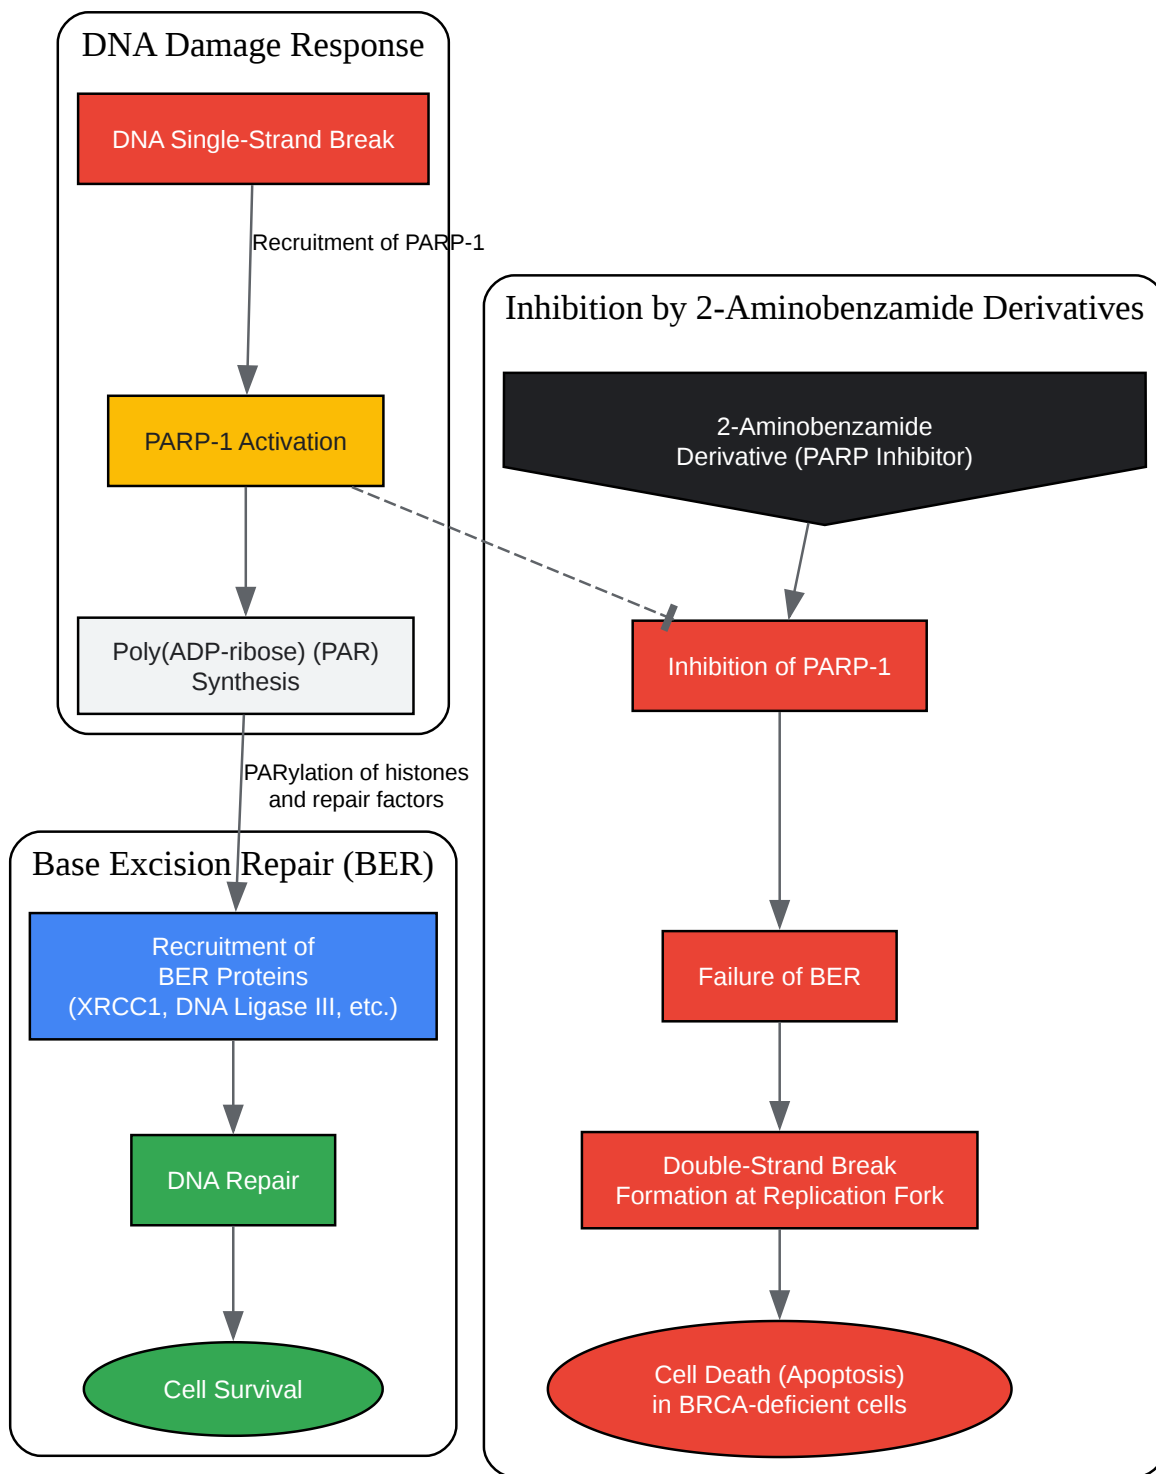 DNA Damage Response
DNA Single-Strand Break
Recruitment of PARP-1
PARP-1 Activation
Poly(ADP-ribose) (PAR)
Synthesis
PARylation of histones
and repair factors
Base Excision Repair (BER)
Recruitment of
BER Proteins
(XRCC1, DNA Ligase III, etc.)
DNA Repair
Cell Survival
Inhibition by 2-Aminobenzamide Derivatives
2-Aminobenzamide
Derivative (PARP Inhibitor)
Inhibition of PARP-1
Failure of BER
Double-Strand Break
Formation at Replication Fork
Cell Death (Apoptosis)
in BRCA-deficient cells